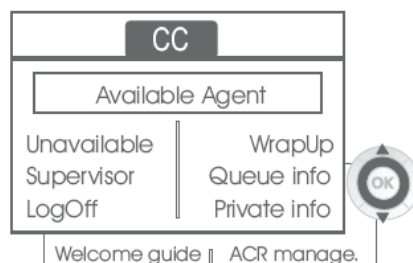 CC
Available Agent
Unavailable WrapUp
Supervisor Queue info
LogOff Private info
OK
Welcome guide ACR manage.